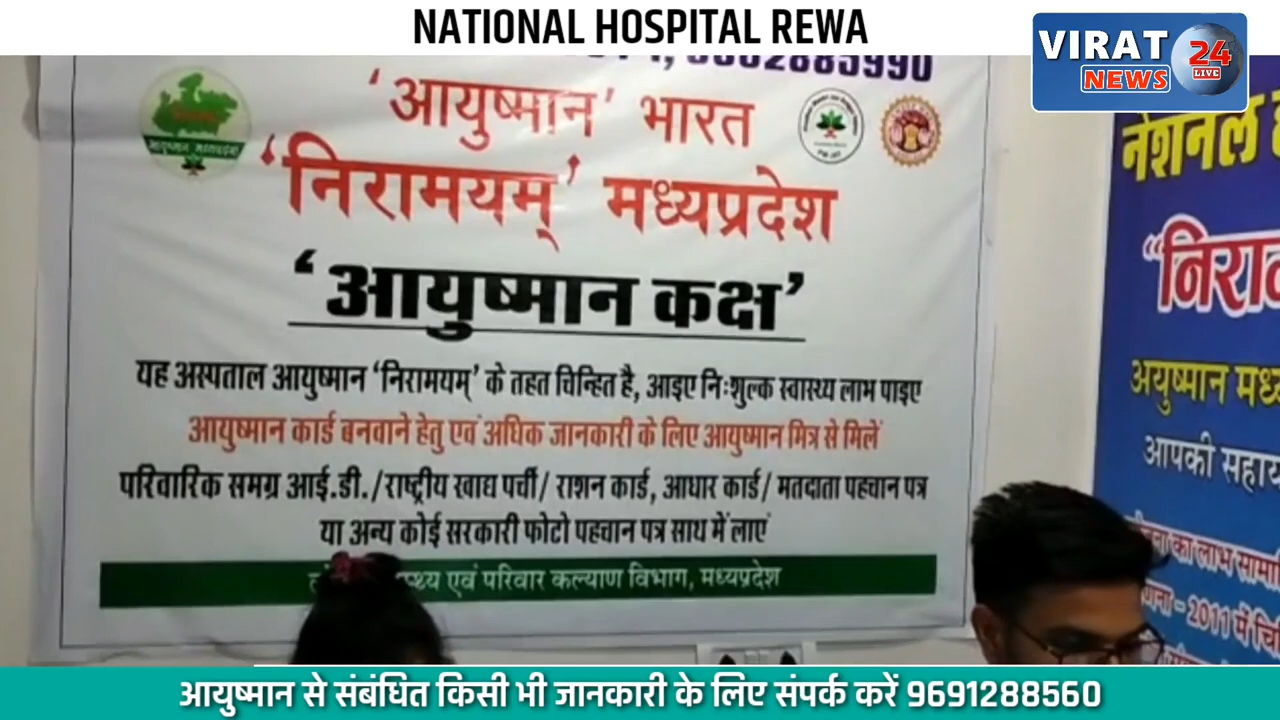 NATIONAL HOSPITAL REWA
VIRAT
24
NEWS
LIVE
'आयुष्मान' भारत
'निरामयम्' मध्यप्रदेश
'आयुष्मान कक्ष'
यह अस्पताल आयुष्मान 'निरामयम्' के तहत चिन्हित है, आइए निःशुल्क स्वास्थ्य लाभ पाइए
आयुष्मान कार्ड बनवाने हेतु एवं अधिक जानकारी के लिए आयुष्मान मित्र से मिलें
परिवारिक समग्र आई.डी./राष्ट्रीय खाद्य पर्ची/ राशन कार्ड, आधार कार्ड/ मतदाता पहचान पत्र
या अन्य कोई सरकारी फोटो पहचान पत्र साथ में लाएं
एवं परिवार कल्याण विभाग, मध्यप्रदेश
नेशनल
अयुष्मान
आपकी
का लाभ
- 2011 में
आयुष्मान से संबंधित किसी भी जानकारी के लिए संपर्क करें 9691288560